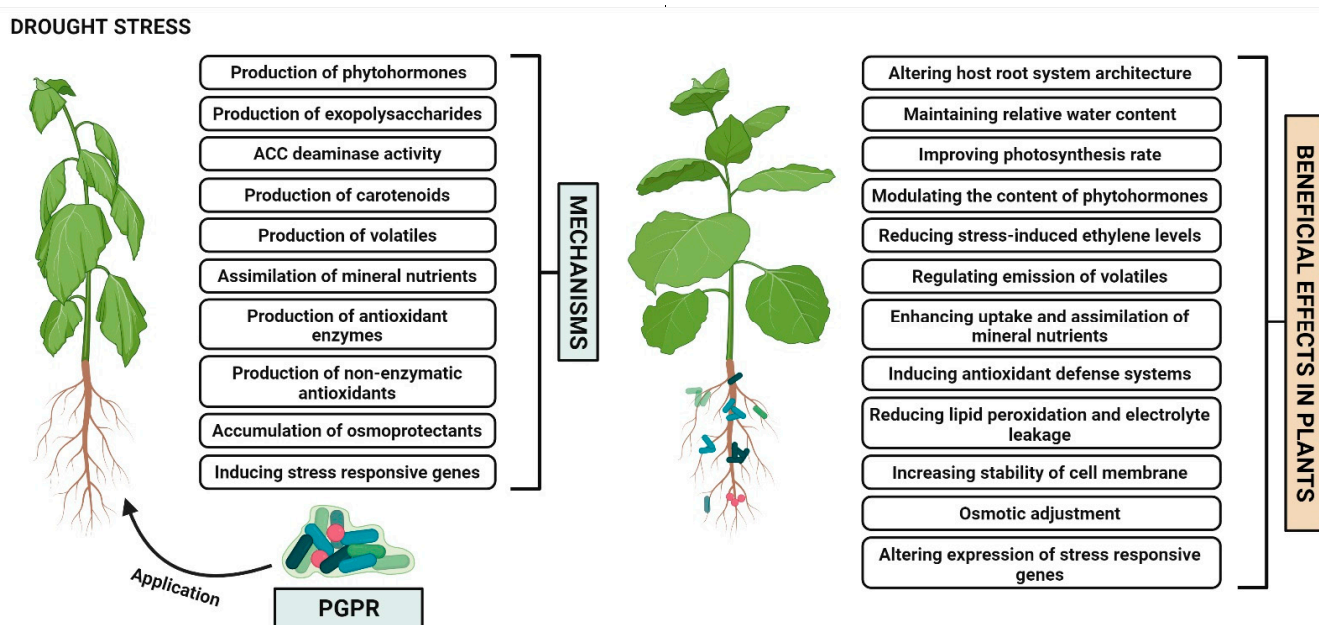 DROUGHT STRESS
Production of phytohormones
Production of exopolysaccharides
ACC deaminase activity
Production of carotenoids
Production of volatiles
Assimilation of mineral nutrients
Production of antioxidant
enzymes
Production of non-enzymatic
antioxidants
Accumulation of osmoprotectants
Inducing stress responsive genes
MECHANISMS
Application
PGPR
Altering host root system architecture
Maintaining relative water content
Improving photosynthesis rate
Modulating the content of phytohormones
Reducing stress-induced ethylene levels
Regulating emission of volatiles
Enhancing uptake and assimilation of
mineral nutrients
Inducing antioxidant defense systems
Reducing lipid peroxidation and electrolyte
leakage
Increasing stability of cell membrane
Osmotic adjustment
Altering expression of stress responsive
genes
BENEFICIAL EFFECTS IN PLANTS